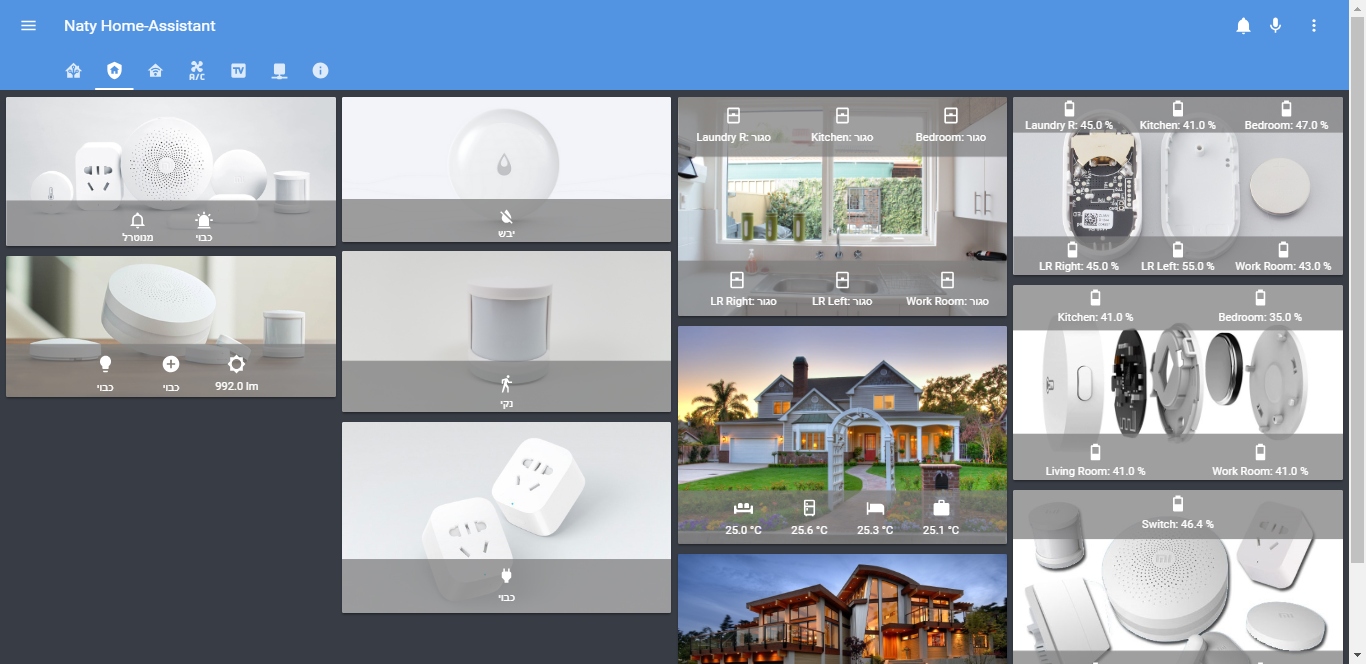 Naty Home-Assistant
A/C
TV
מנוטרל
כבוי
כבוי
כבוי
992.0 lm
יבש
נקי
כבוי
Laundry R: סגור
Kitchen: סגור
Bedroom: סגור
LR Right: סגור
LR Left: סגור
Work Room: סגור
25.0 °C
25.6 °C
25.3 °C
25.1 °C
Laundry R: 45.0 %
Kitchen: 41.0 %
Bedroom: 47.0 %
LR Right: 45.0 %
LR Left: 55.0 %
Work Room: 43.0 %
Kitchen: 41.0 %
Bedroom: 35.0 %
Living Room: 41.0 %
Work Room: 41.0 %
Switch: 46.4 %